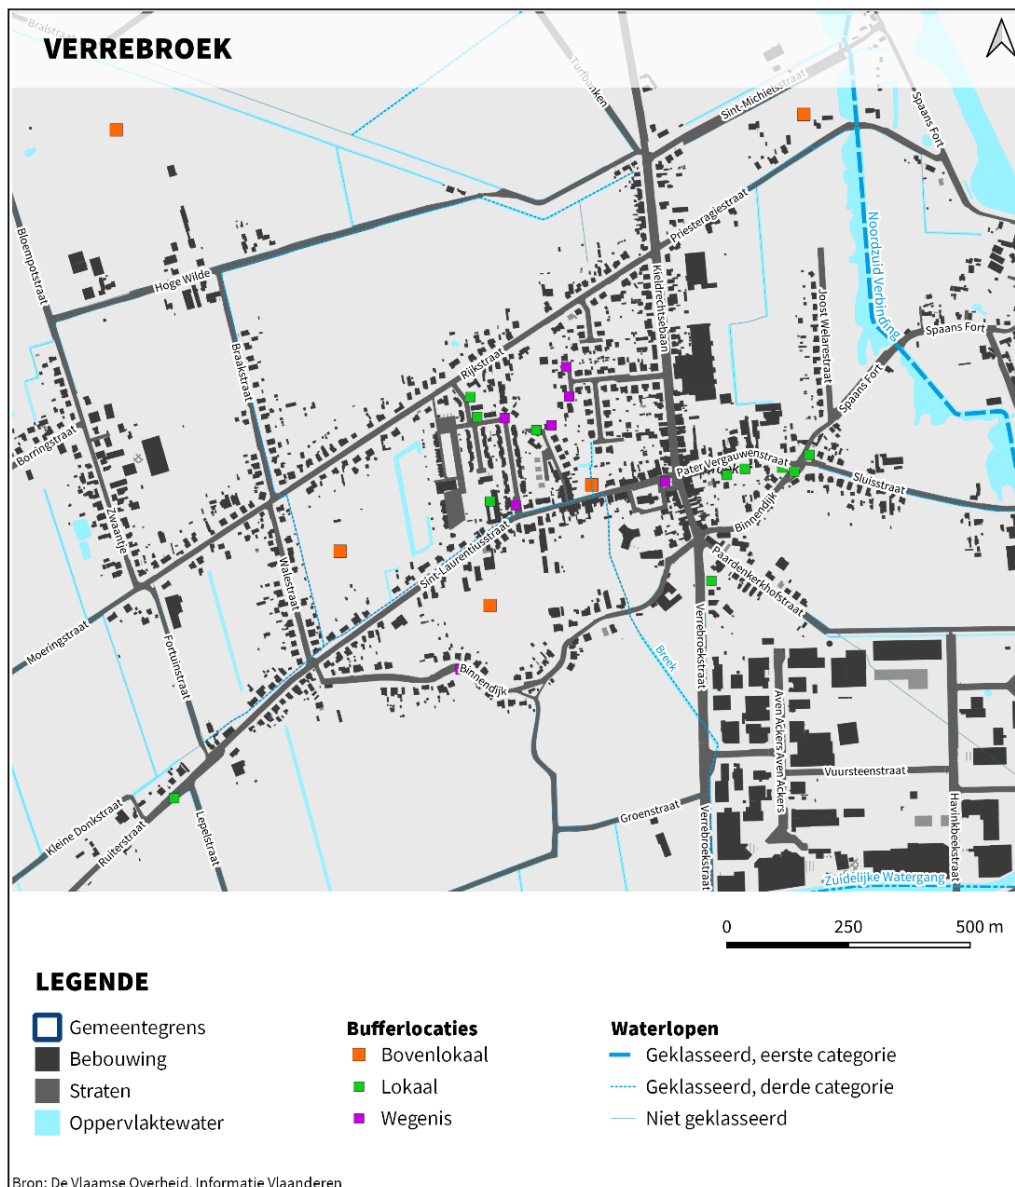 VERREBROEK
Bralstraat
Turfbanken
Sint-Michielsstraat
Spaans Fort
Priesteragiestraat
Noordzuid Verbinding
Bloempotstraat
Hoge Wilde
Kieldrechtsebaan
Joost Welarestraat
Spaans Fort
Spaans Fort
Braakstraat
Rijkstraat
Borringstraat
Zwaantje
Pater Vergauwenstraat
Sluisstraat
Binnendijk
Sint-Laurentiusstraat
Walestraat
Paardenkerkhofstraat
Moeringstraat
Fortuinstraat
Verrebroekstraat
Breek
Binnendijk
Aven Ackers
Aven Ackers
Vuursteenstraat
Havinkbeekstraat
Groenstraat
Verrebroekstraat
Kleine Donkstraat
Ruiterstraat
Lepelstraat
Zuidelijke Watergang
0 250 500 m
LEGENDE
Gemeentegrens
Bebouwing
Straten
Oppervlaktewater
Bufferlocaties
Bovenlokaal
Lokaal
Wegenis
Waterlopen
Geklasseerd, eerste categorie
Geklasseerd, derde categorie
Niet geklasseerd
Bron: De Vlaamse Overheid, Informatie Vlaanderen